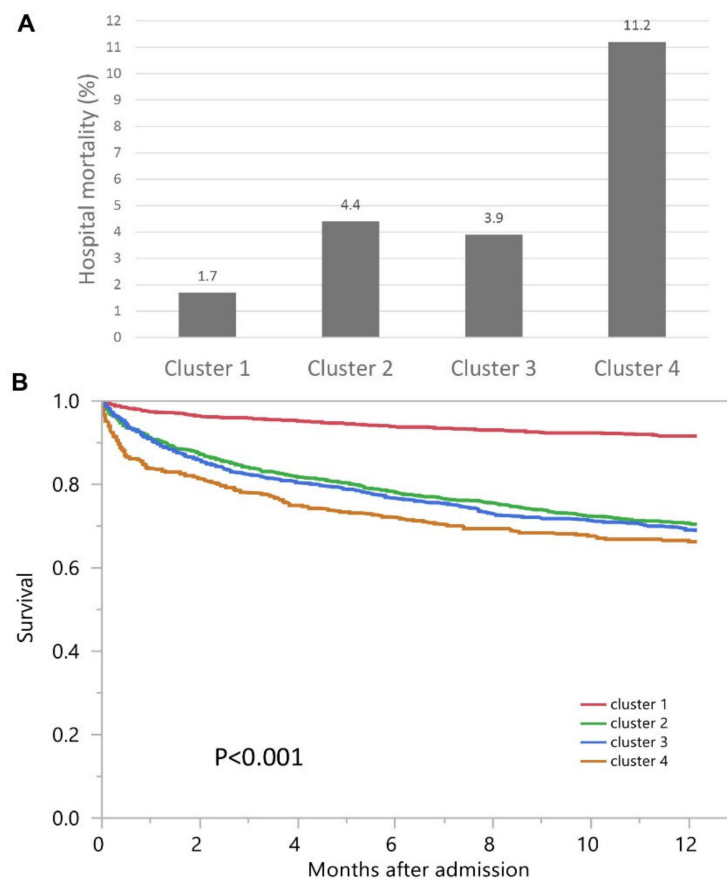 A
Hospital mortality (%)
12
11
10
9
8
7
6
5
4
3
2
1
0
1.7
4.4
3.9
11.2
Cluster 1
Cluster 2
Cluster 3
Cluster 4
B
Survival
1.0
0.8
0.6
0.4
0.2
0.0
P<0.001
cluster 1
cluster 2
cluster 3
cluster 4
0
2
4
6
8
10
12
Months after admission